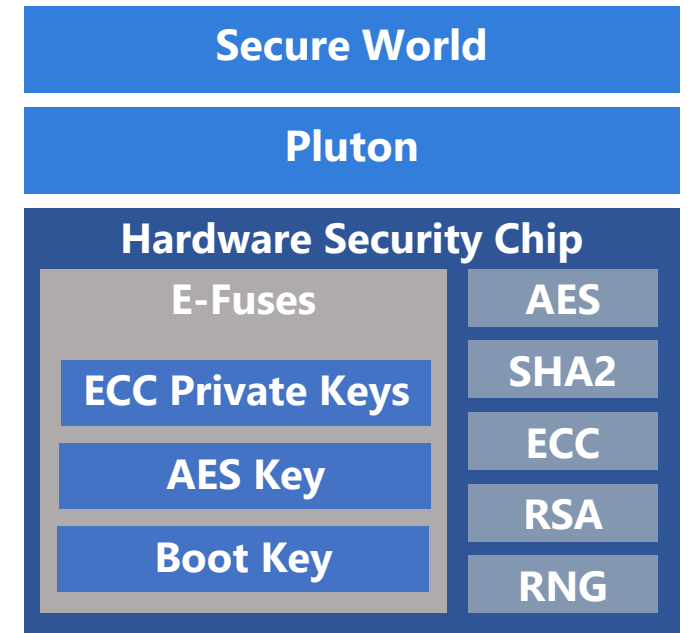 Secure World
Pluton
Hardware Security Chip
E-Fuses
ECC Private Keys
AES Key
Boot Key
AES
SHA2
ECC
RSA
RNG